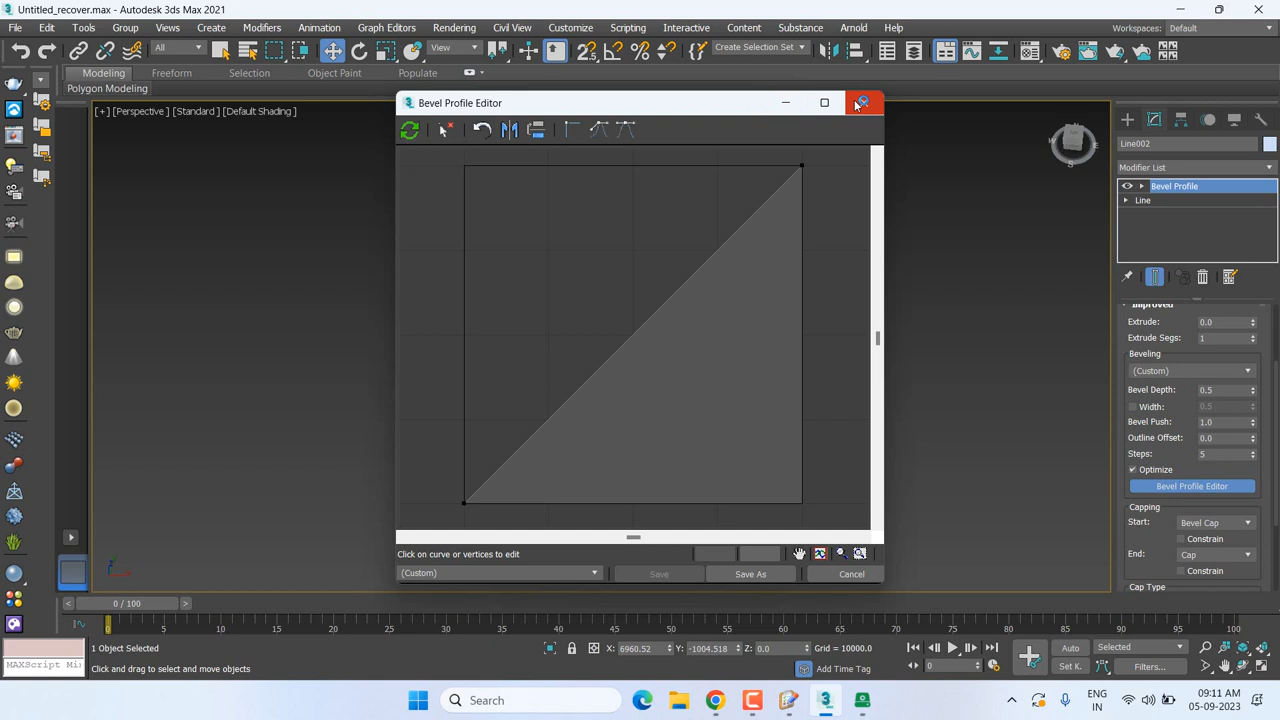 Untitled_recover.max - Autodesk 3ds Max 2021
File Edit Tools Group Views Create Modifiers Animation Graph Editors Rendering Civil View Customize Scripting Interactive Content Substance Arnold Help
Workspaces: Default
All
View
Create Selection Set
Modeling Freeform Selection Object Paint Populate
Polygon Modeling
[+] [Perspective] [Standard] [Default Shading]
Bevel Profile Editor
Click on curve or vertices to edit
(Custom) Save Save As Cancel
Line002
Modifier List
Bevel Profile
Line
Improved
Extrude: 0.0
Extrude Segs: 1
Beveling
(Custom)
Bevel Depth: 0.5
Width: 0.5
Bevel Push: 1.0
Outline Offset: 0.0
Steps: 5
Optimize
Bevel Profile Editor
Capping
Start: Bevel Cap
Constrain
End: Cap
Constrain
Cap Type
< 0 / 100 >
0 5 10 15 20 25 30 35 40 45 50 55 60 65 70 75 80 85 90 95 100
1 Object Selected
X: 6960.52 Y: -1004.518 Z: 0.0 Grid = 10000.0
Auto Selected
MAXScript Mi
Click and drag to select and move objects
Add Time Tag
0
Set K. Filters...
Search
ENG
IN
09:11 AM
05-09-2023